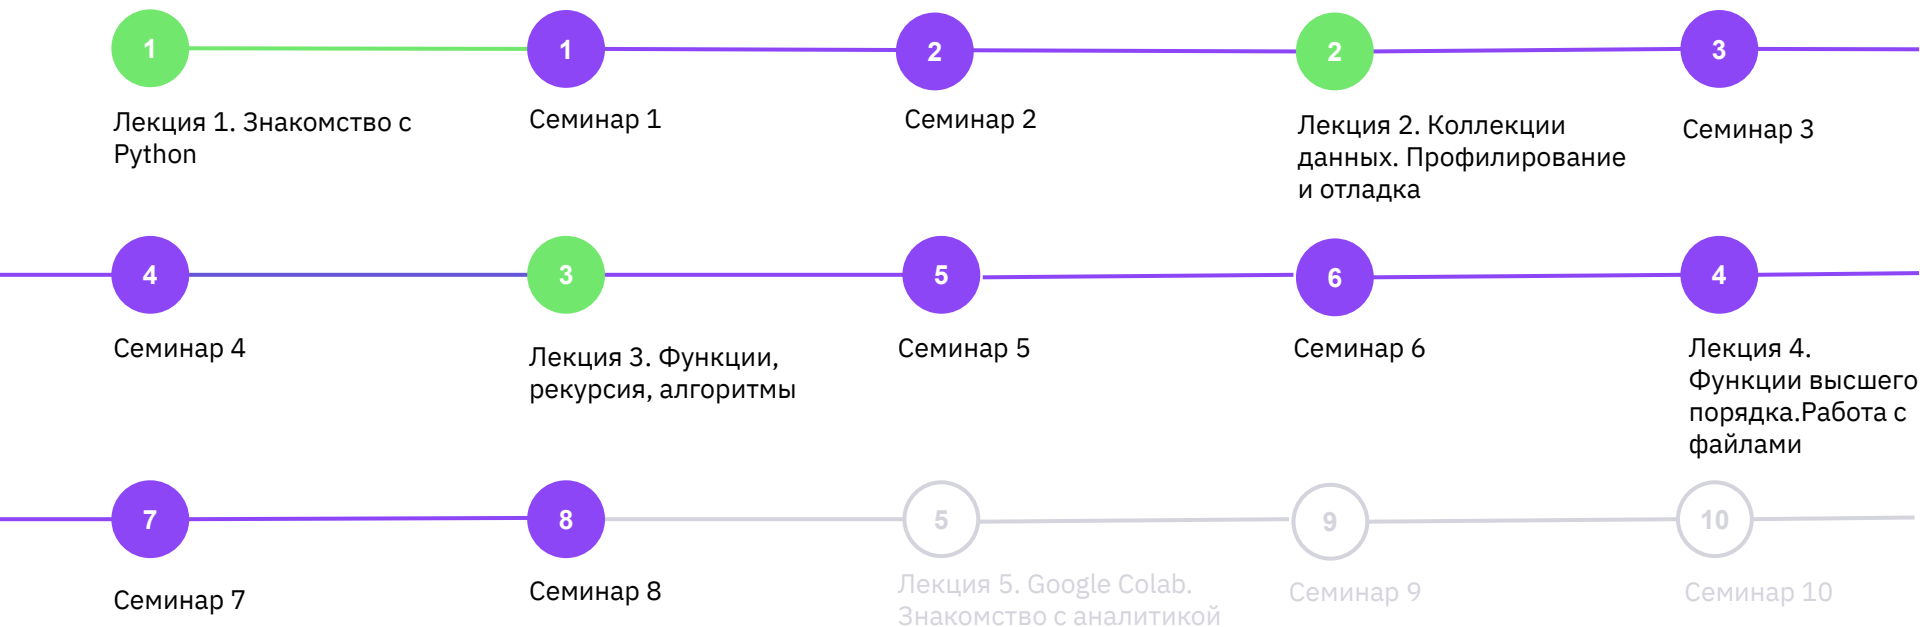 1
1
2
2
3
Лекция 1. Знакомство с
Python
Семинар 1
Семинар 2
Лекция 2. Коллекции
данных. Профилирование
и отладка
Семинар 3
4
3
5
6
4
Семинар 4
Лекция 3. Функции,
рекурсия, алгоритмы
Семинар 5
Семинар 6
Лекция 4.
Функции высшего
порядка.Работа с
файлами
7
8
5
9
10
Семинар 7
Семинар 8
Лекция 5. Google Colab.
Знакомство с аналитикой
Семинар 9
Семинар 10